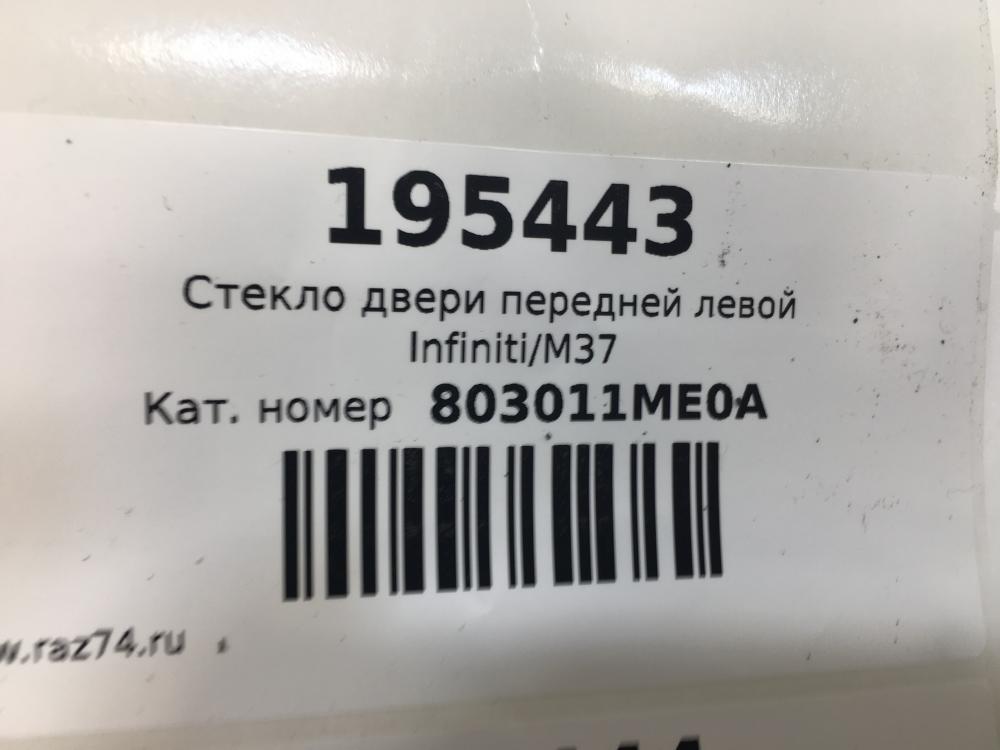 195443
Стекло двери передней левой
Infiniti/M37
Кат. номер 803011ME0A
w.raz74.ru